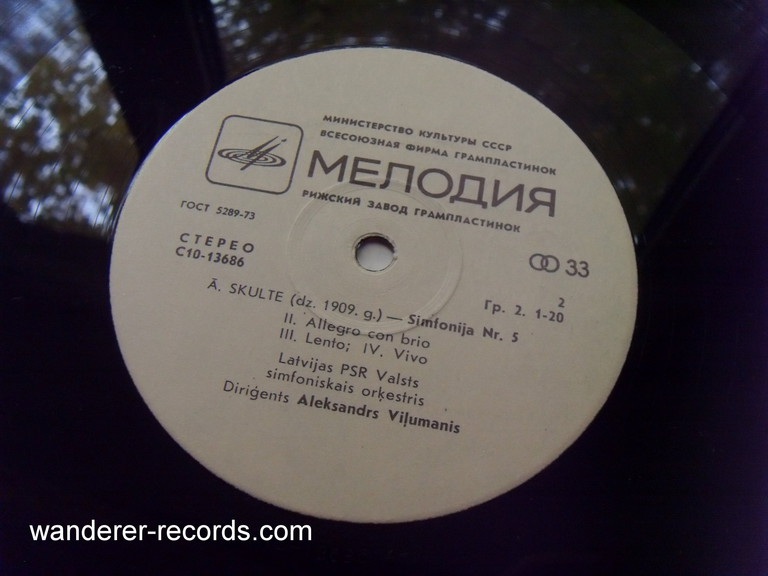 МИНИСТЕРСТВО КУЛЬТУРЫ СССР
ВСЕСОЮЗНАЯ ФИРМА ГРАМПЛАСТИНОК
МЕЛОДИЯ
РИЖСКИЙ ЗАВОД ГРАМПЛАСТИНОК
ГОСТ 5289-73
СТЕРЕО
С10-13686
33
2
Гр. 2. 1-20
Ā. SKULTE (dz. 1909. g.) — Simfonija Nr. 5
II. Allegro con brio
III. Lento; IV. Vivo
Latvijas PSR Valsts
simfoniskais orķestris
Diriģents Aleksandrs Viļumanis
wanderer-records.com